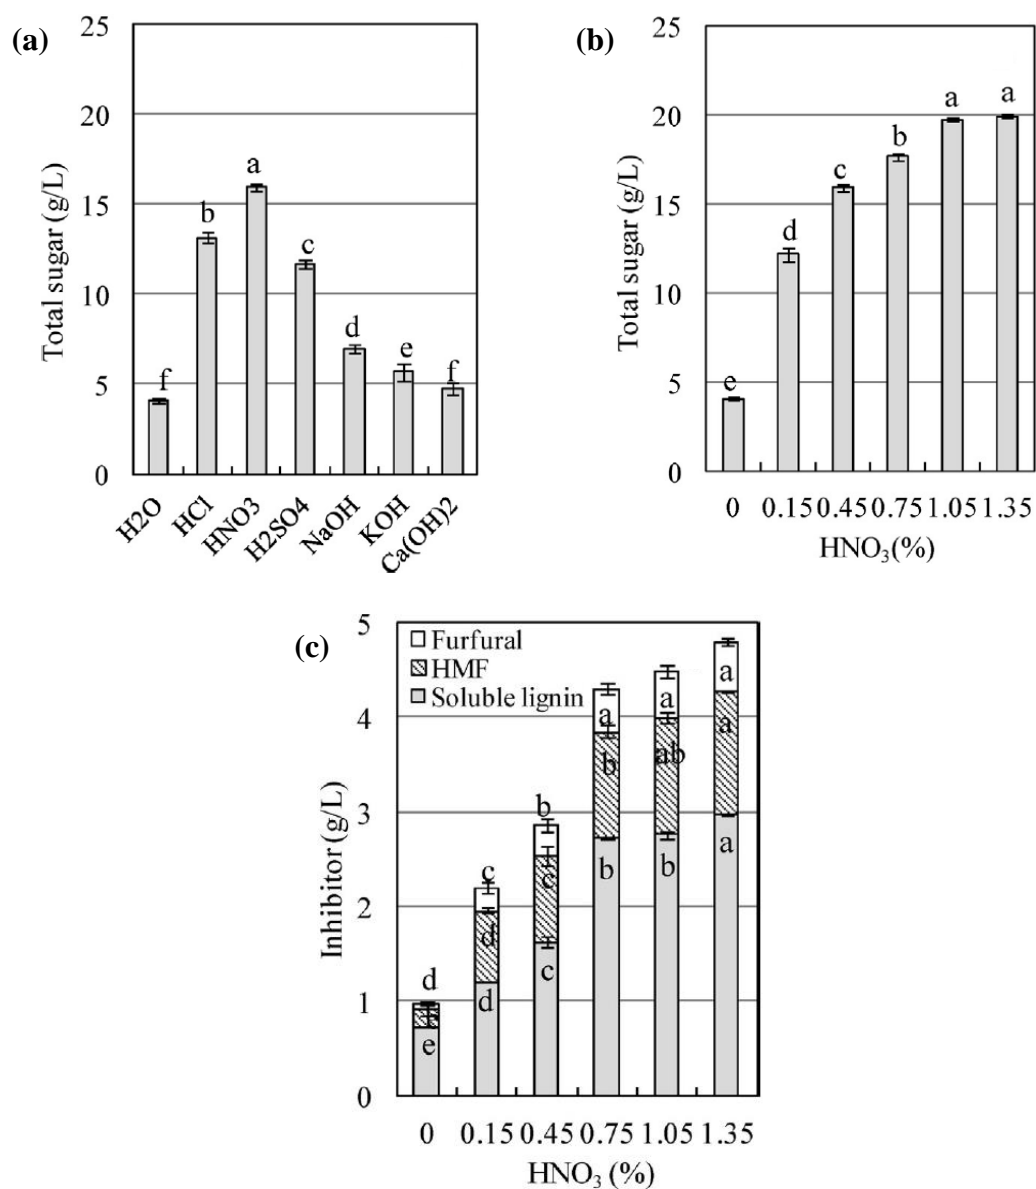 (a)
25
20
15
10
5
0
Total sugar (g/L)
f
b
a
c
d
e
f
H2O
HCl
HNO3
H2SO4
NaOH
KOH
Ca(OH)2
(b)
25
20
15
10
5
0
Total sugar (g/L)
e
d
c
b
a
a
0 0.15 0.45 0.75 1.05 1.35
HNO₃(%)
(c)
5
4
3
2
1
0
Inhibitor (g/L)
Furfural
HMF
Soluble lignin
d
e
c
d
d
b
c
c
a
b
b
a
ab
b
a
a
a
0 0.15 0.45 0.75 1.05 1.35
HNO₃ (%)